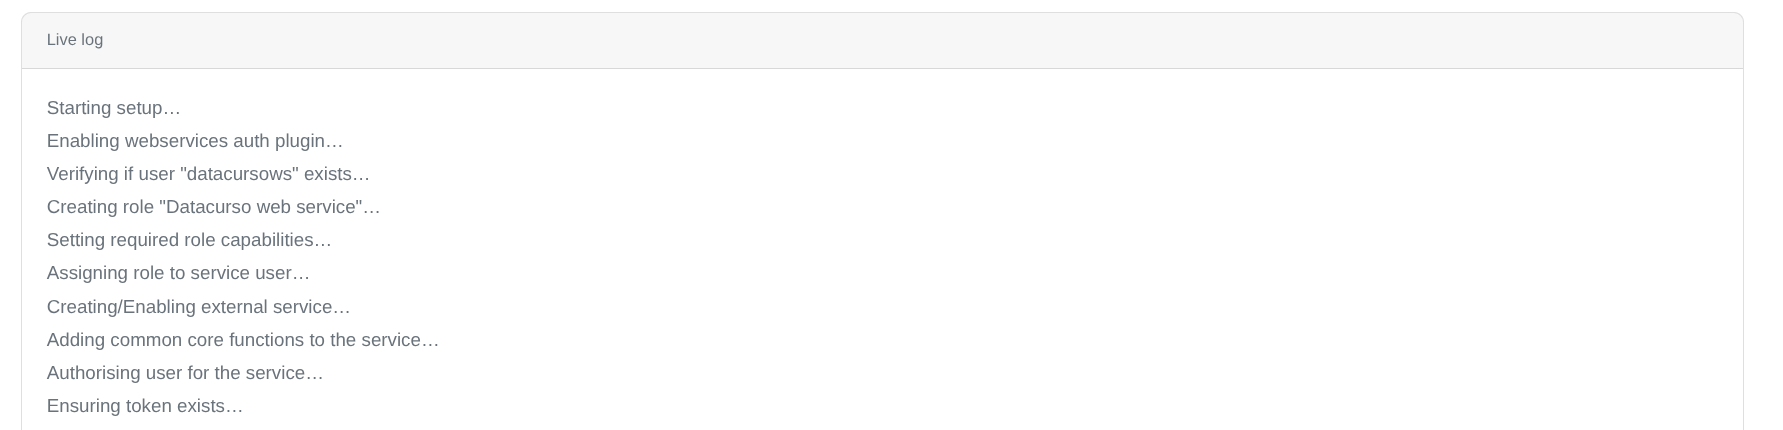 Live log
Starting setup…
Enabling webservices auth plugin…
Verifying if user "datacursows" exists…
Creating role "Datacurso web service"…
Setting required role capabilities…
Assigning role to service user…
Creating/Enabling external service…
Adding common core functions to the service…
Authorising user for the service…
Ensuring token exists…